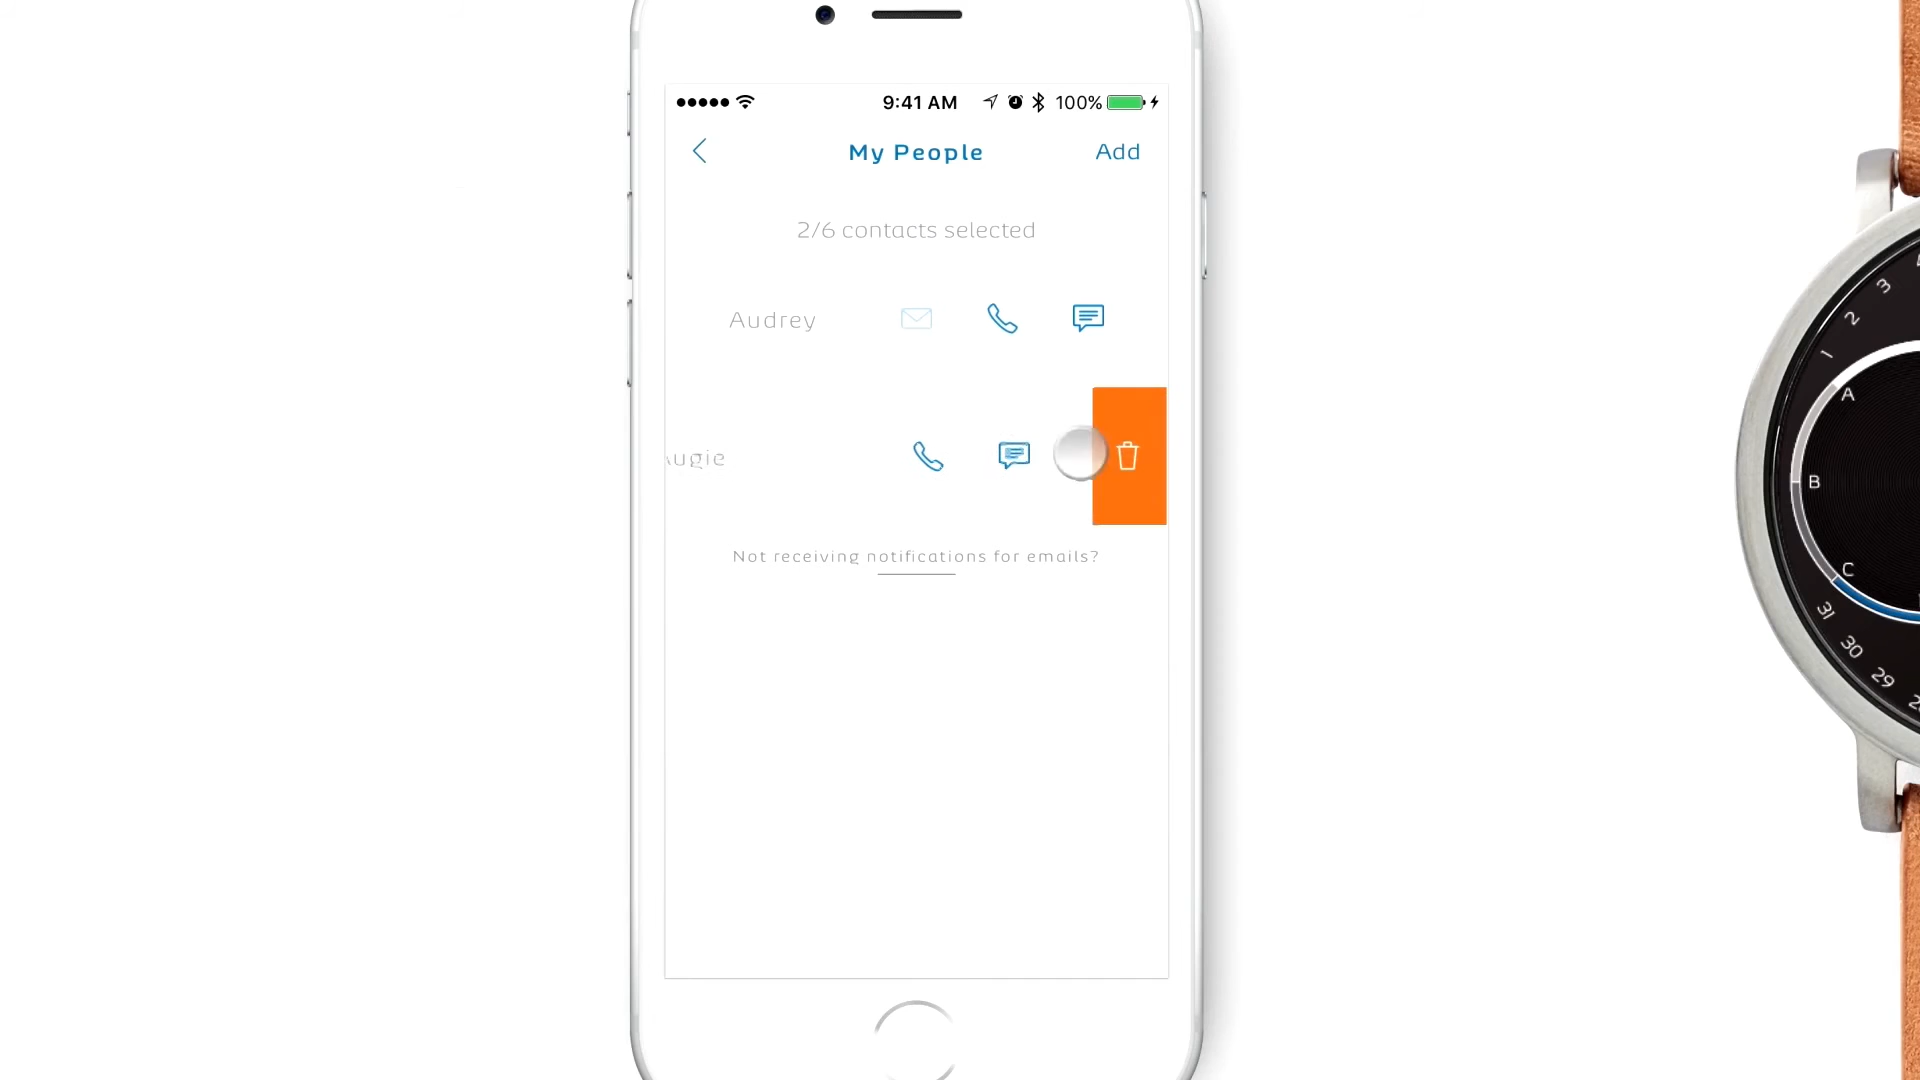 9:41 AM 100%
My People Add
2/6 contacts selected
Audrey
ugie
Not receiving notifications for emails?
3
2
1
A
B
C
31
30
29